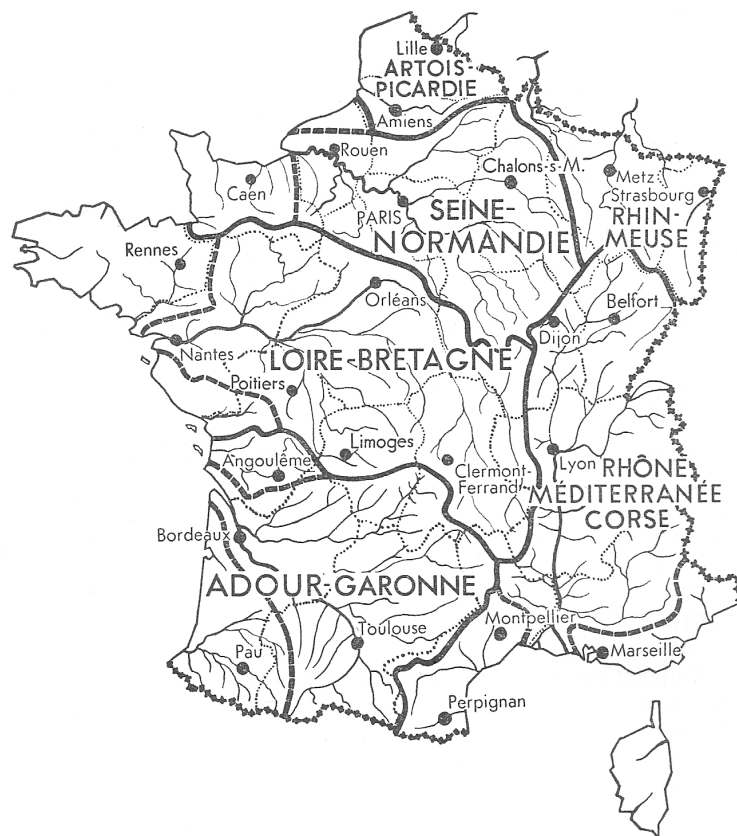 Lille
ARTOIS-
PICARDIE
Amiens
Rouen
Chalons-s-M.
Metz
Strasbourg
Caen
PARIS
SEINE-
NORMANDIE
RHIN-
MEUSE
Rennes
Orléans
Belfort
Dijon
Nantes
LOIRE-BRETAGNE
Poitiers
Limoges
Angoulême
Clermont-
Ferrand
Lyon
RHÔNE
MÉDITERRANÉE
CORSE
Bordeaux
ADOUR-GARONNE
Montpellier
Toulouse
Pau
Marseille
Perpignan